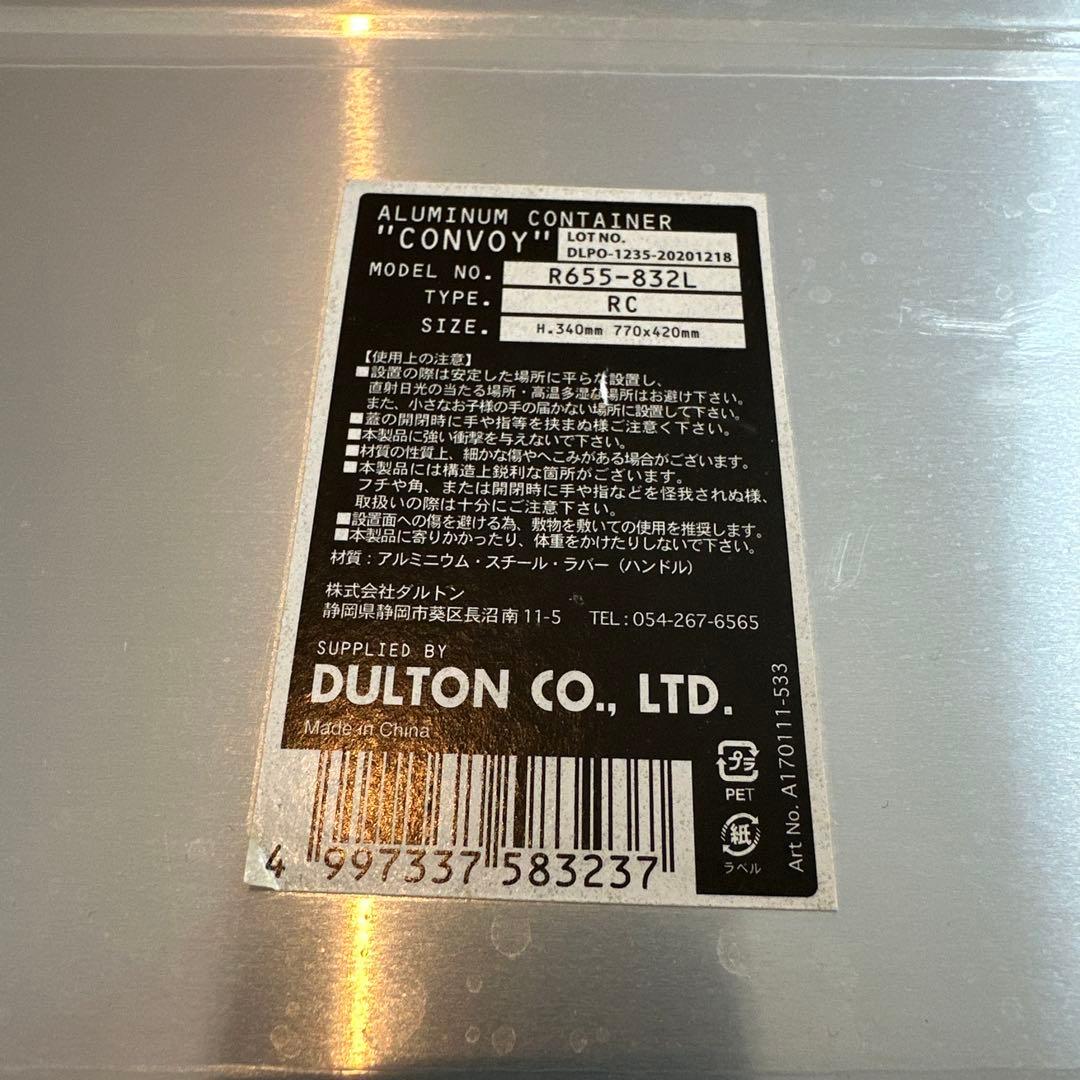 ALUMINUM CONTAINER
"CONVOY"
LOT NO.
DLPO-1235-20201218
MODEL NO. R655-832L
TYPE. RC
SIZE. H.340mm 770x420mm
【使用上の注意】
■設置の際は安定した場所に平らな設置し、
直射日光の当たる場所・高温多湿な場所はお避け下さい。
また、小さなお子様の手の届かない場所に設置して下さい。
■蓋の開閉時に手や指等を挟まぬ様ご注意く下さい。
■本製品に強い衝撃を与えないで下さい。
■材質の性質上、細かな傷やへこみがある場合がございます。
■本製品には構造上鋭利な箇所がございます。
フチや角、または開閉時に手や指などを怪我されぬ様、
取扱いの際は十分にご注意下さい。
■設置面への傷を避ける為、敷物を敷いての使用を推奨します。
■本製品に寄りかかったり、体重をかけたりしないで下さい。
材質：アルミニウム・スチール・ラバー（ハンドル）
株式会社ダルトン
静岡県静岡市葵区長沼南11-5 TEL：054-267-6565
SUPPLIED BY
DULTON CO., LTD.
Made in China
4 997337 583237
プラ
PET
紙
ラベル
Art No. A170111-533